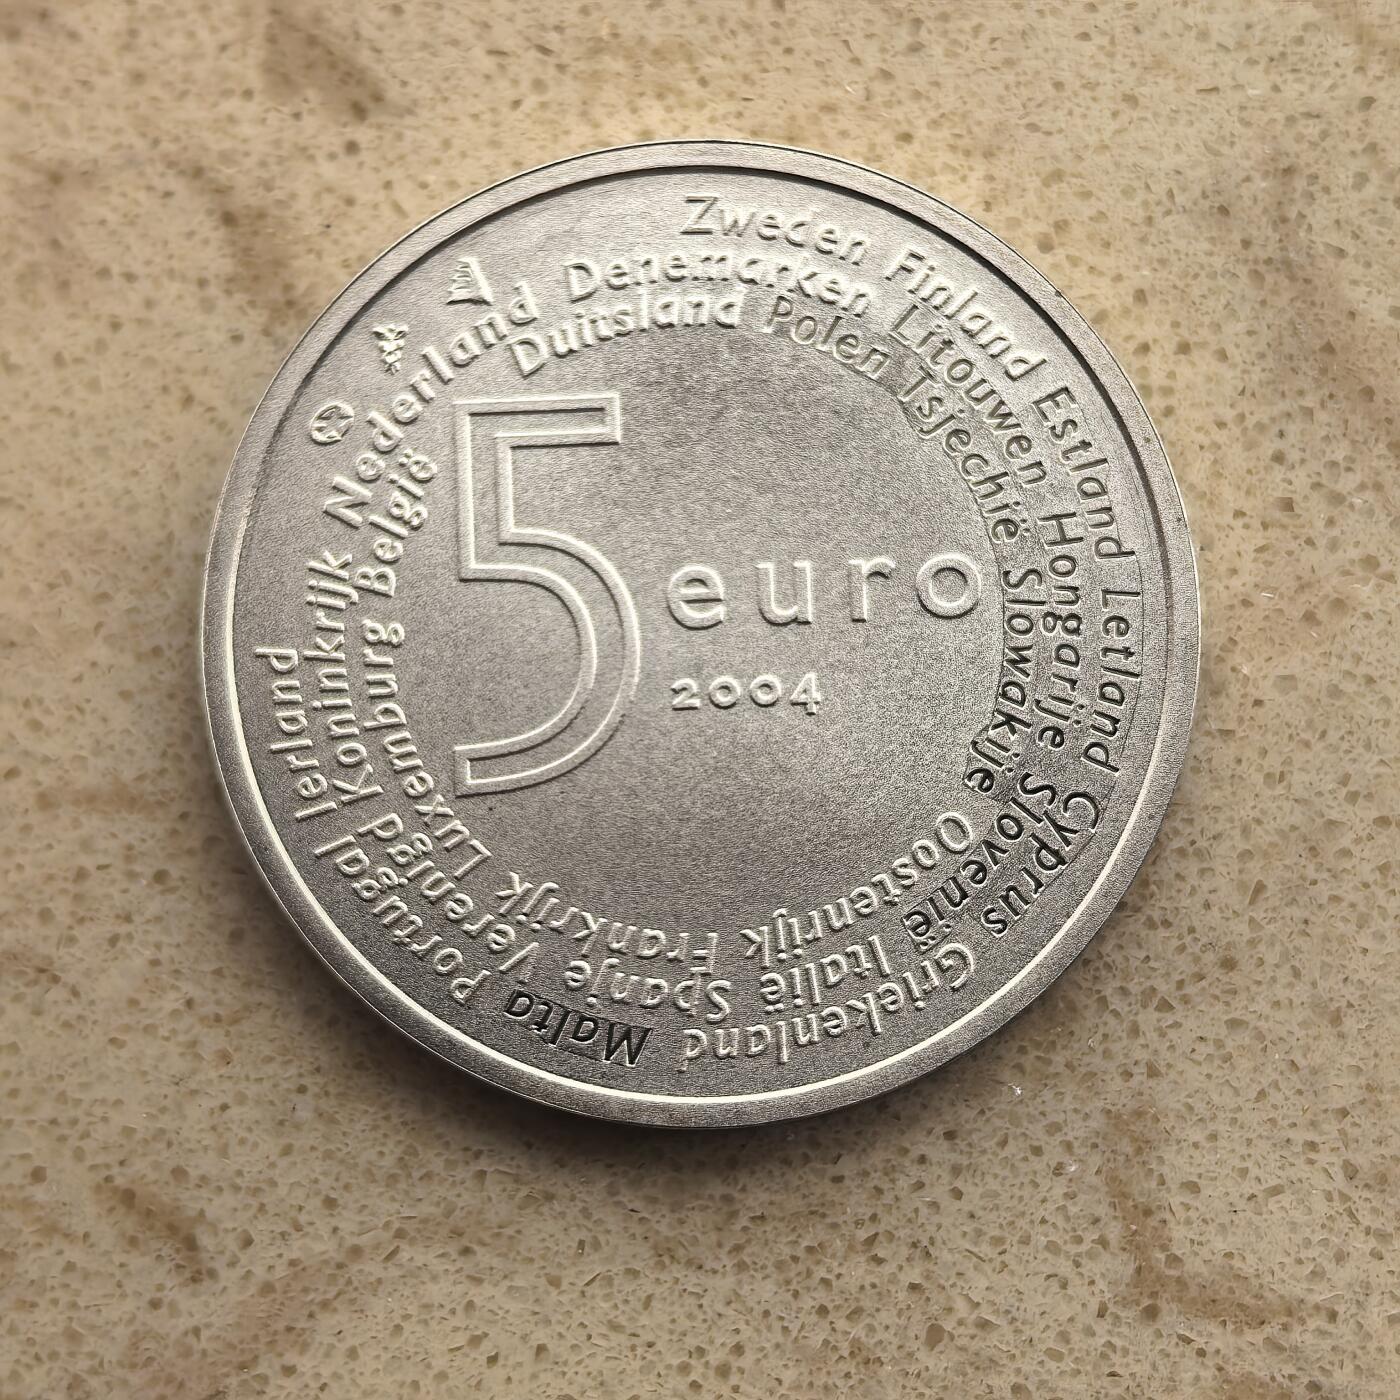 5 euro
2004
Zweden Finland Estland Letland Cyprus Griekenland Malta Portugal Ierland
Nederland Denemarken Litouwen Hongarije Slovenië Italië Spanje Verenigd Koninkrijk
België Duitsland Polen Tsjechië Slowakije Oostenrijk Frankrijk Luxemburg